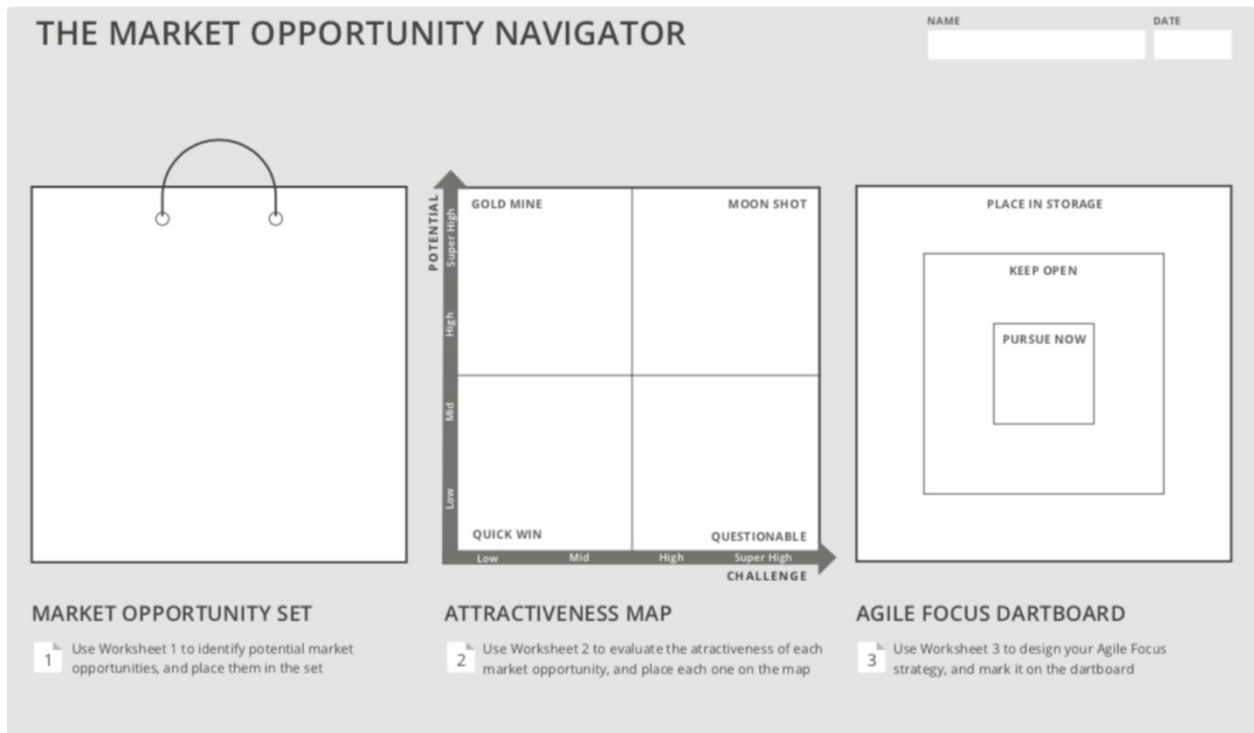 THE MARKET OPPORTUNITY NAVIGATOR
NAME
DATE
POTENTIAL
Super High
High
Mid
Low
GOLD MINE
MOON SHOT
QUICK WIN
QUESTIONABLE
Low
Mid
High
Super High
CHALLENGE
PLACE IN STORAGE
KEEP OPEN
PURSUE NOW
MARKET OPPORTUNITY SET
1
Use Worksheet 1 to identify potential market
opportunities, and place them in the set
ATTRACTIVENESS MAP
2
Use Worksheet 2 to evaluate the atractiveness of each
market opportunity, and place each one on the map
AGILE FOCUS DARTBOARD
3
Use Worksheet 3 to design your Agile Focus
strategy, and mark it on the dartboard